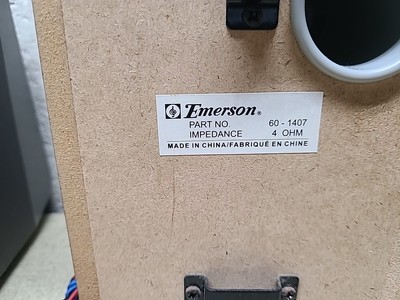 Emerson®
PART NO. 60 - 1407
IMPEDANCE 4 OHM
MADE IN CHINA/FABRIQUÉ EN CHINE